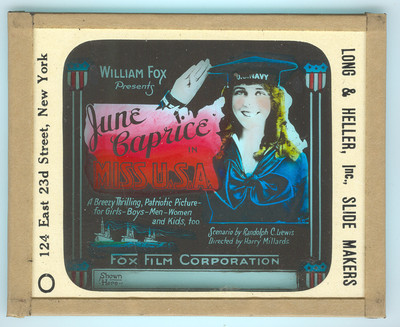 124 East 23d Street, New York
William Fox
Presents
U.S. NAVY
June
Caprice
IN
MISS U.S.A.
A Breezy, Thrilling, Patriotic Picture-
for Girls-Boys-Men-Women
and Kids, too
Scenario by Randolph C. Lewis
Directed by Harry Millarde
FOX FILM CORPORATION
Shown
Here
LONG & HELLER, Inc., SLIDE MAKERS